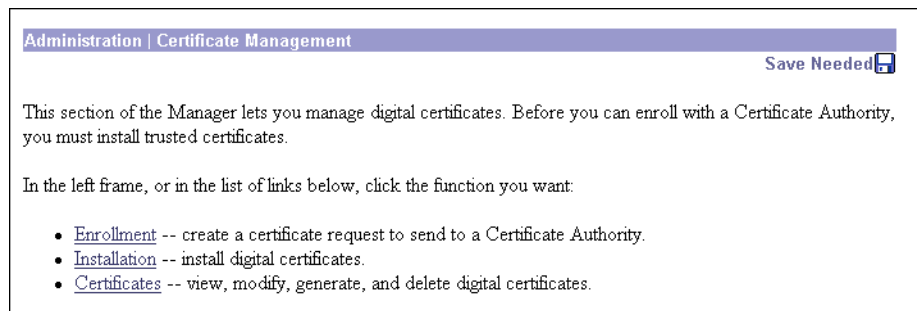 Administration | Certificate Management
Save Needed
This section of the Manager lets you manage digital certificates. Before you can enroll with a Certificate Authority,
you must install trusted certificates.
In the left frame, or in the list of links below, click the function you want:
• Enrollment -- create a certificate request to send to a Certificate Authority.
• Installation -- install digital certificates.
• Certificates -- view, modify, generate, and delete digital certificates.